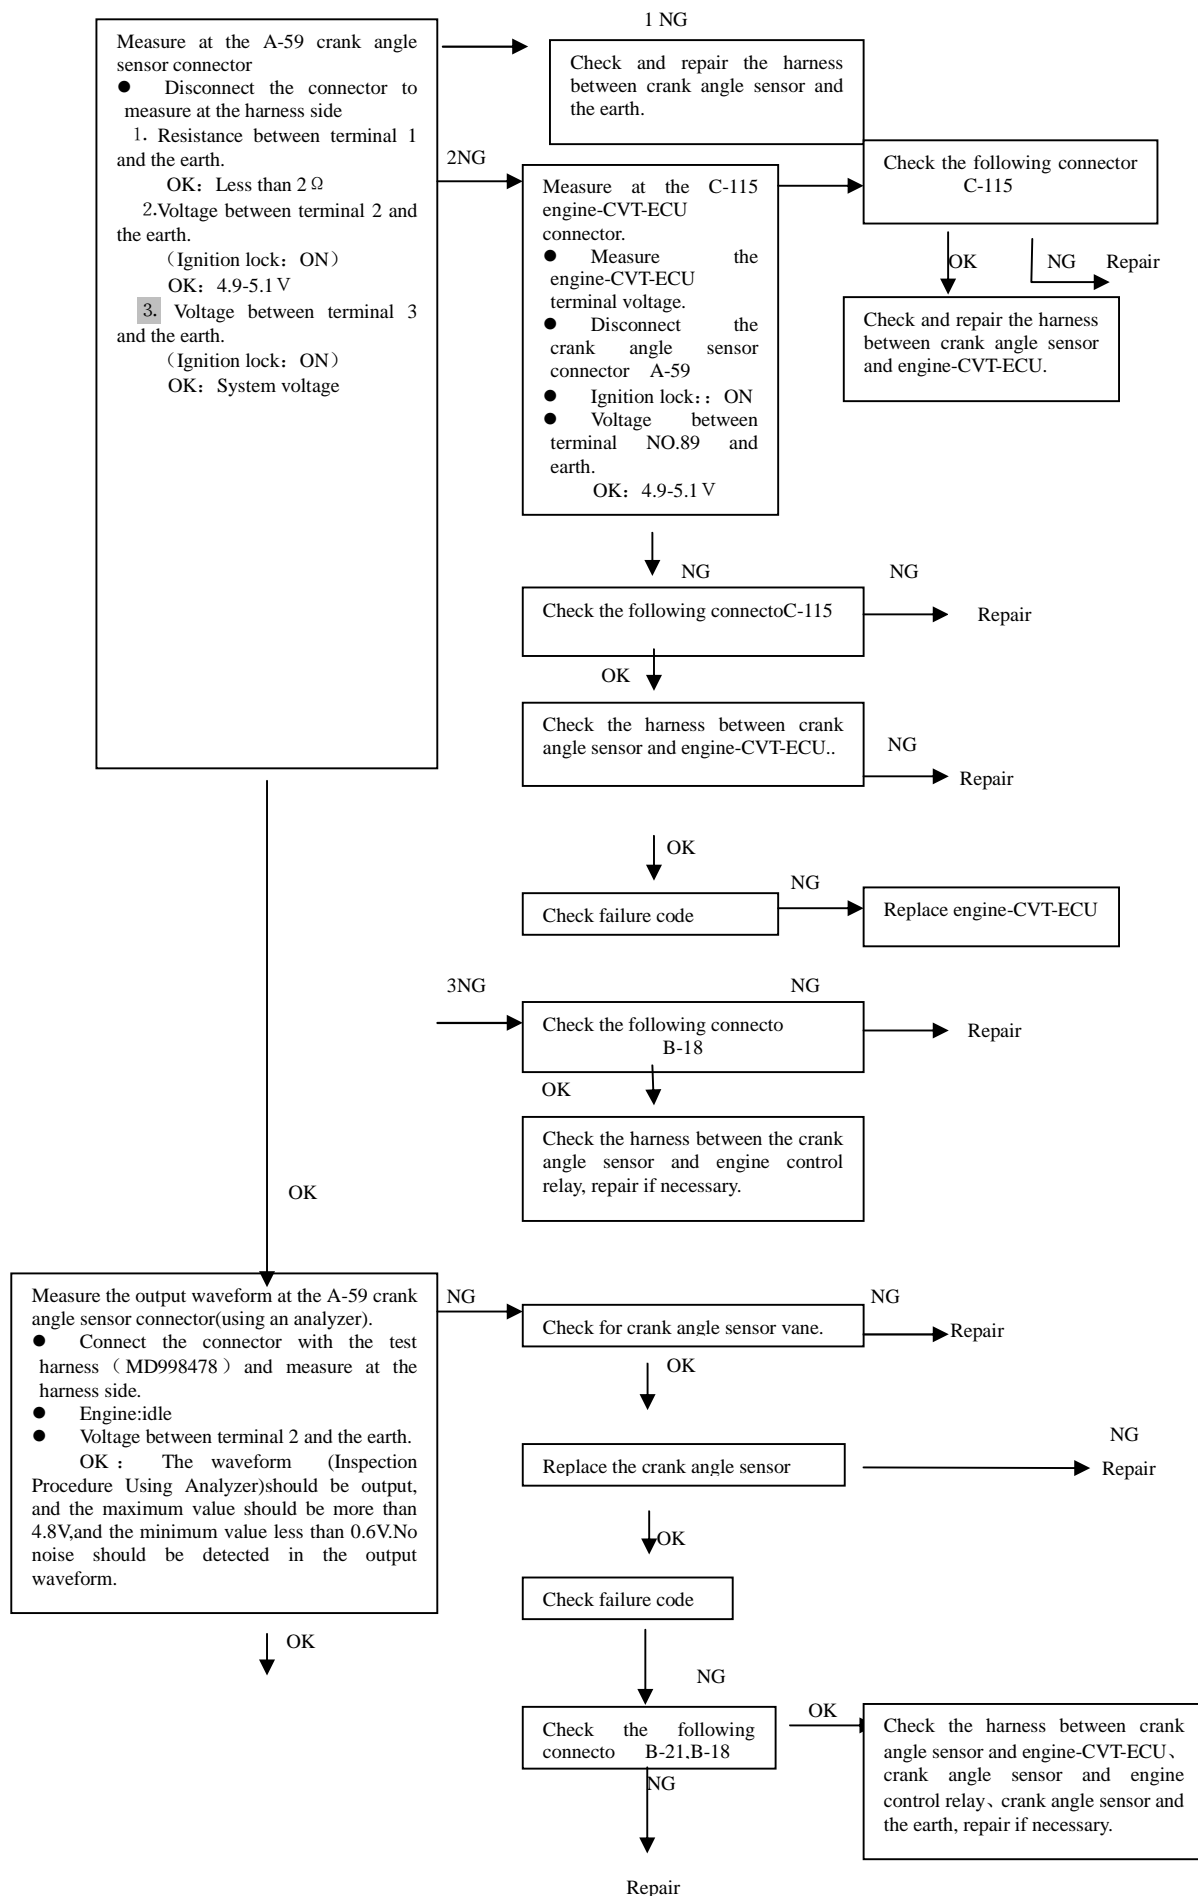 1 NG
Measure at the A-59 crank angle
sensor connector
● Disconnect the connector to
measure at the harness side
1. Resistance between terminal 1
and the earth.
OK：Less than 2Ω
2.Voltage between terminal 2 and
the earth.
（Ignition lock：ON）
OK：4.9-5.1V
3. Voltage between terminal 3
and the earth.
(Ignition lock：ON）
OK：System voltage
Check and repair the harness
between crank angle sensor and
the earth.
2NG
Measure at the C-115
engine-CVT-ECU
connector.
● Measure the
engine-CVT-ECU
terminal voltage.
● Disconnect the
crank angle sensor
connector A-59
● Ignition lock：：ON
● Voltage between
terminal NO.89 and
earth.
OK：4.9-5.1V
Check the following connector
C-115
OK
NG
Repair
Check and repair the harness
between crank angle sensor
and engine-CVT-ECU.
NG
NG
Check the following connectoC-115
Repair
OK
Check the harness between crank
angle sensor and engine-CVT-ECU..
NG
Repair
OK
NG
Check failure code
Replace engine-CVT-ECU
3NG
NG
Check the following connecto
B-18
Repair
OK
Check the harness between the crank
angle sensor and engine control
relay, repair if necessary.
OK
Measure the output waveform at the A-59 crank
angle sensor connector(using an analyzer).
● Connect the connector with the test
harness（MD998478）and measure at the
harness side.
● Engine:idle
● Voltage between terminal 2 and the earth.
OK： The waveform (Inspection
Procedure Using Analyzer)should be output,
and the maximum value should be more than
4.8V,and the minimum value less than 0.6V.No
noise should be detected in the output
waveform.
NG
NG
Check for crank angle sensor vane.
Repair
OK
NG
Replace the crank angle sensor
Repair
OK
Check failure code
OK
NG
Check the following
connecto B-21,B-18
OK
Check the harness between crank
angle sensor and engine-CVT-ECU、
crank angle sensor and engine
control relay、crank angle sensor and
the earth, repair if necessary.
NG
Repair